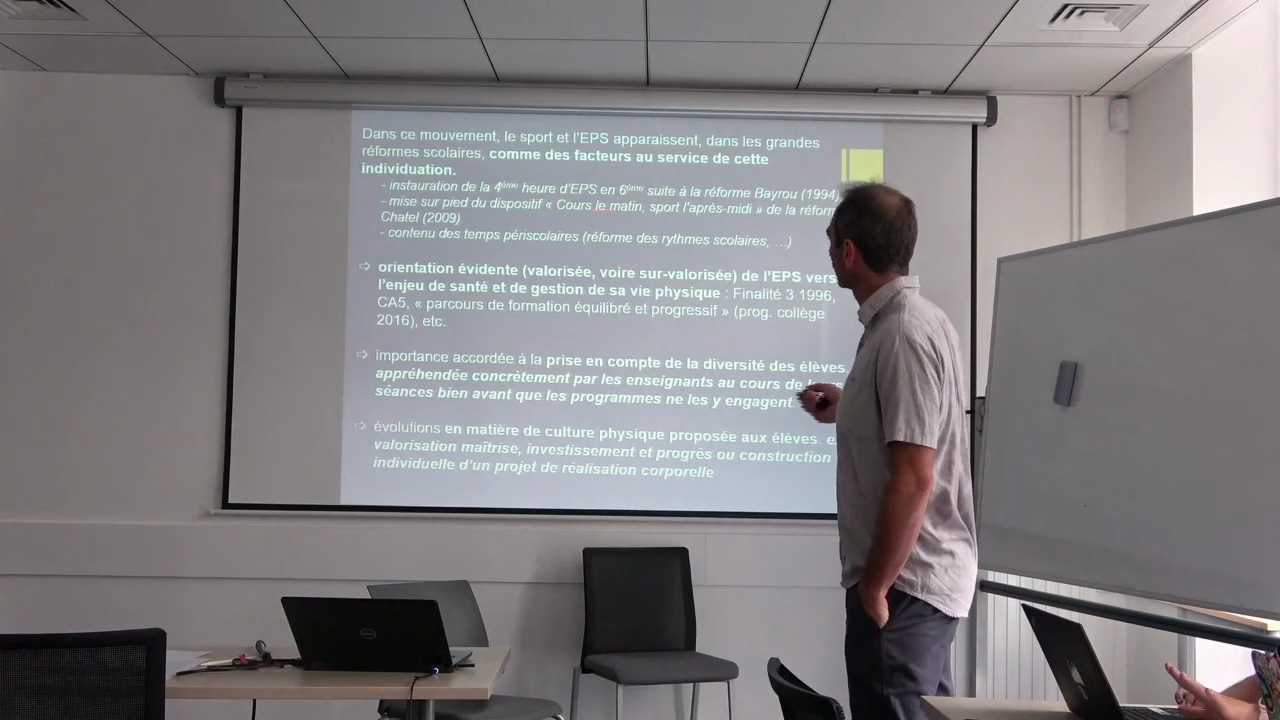 Dans ce mouvement, le sport et l'EPS apparaissent, dans les grandes
réformes scolaires, comme des facteurs au service de cette
individuation.
- instauration de la 4ème heure d'EPS en 6ème suite à la réforme Bayrou (1994)
- mise sur pied du dispositif « Cours le matin, sport l'après-midi » de la
Chatel (2009)
- contenu des temps périscolaires (réforme des rythmes scolaires, …)
⇨ orientation évidente (valorisée, voire sur-valorisée) de l'EPS vers
l'enjeu de santé et de gestion de sa vie physique : Finalité 3 1996,
CA5, « parcours de formation équilibré et progressif » (prog. collège
2016), etc.
⇨ importance accordée à la prise en compte de la diversité des élèves,
appréhendée concrètement par les enseignants au cours de
séances bien avant que les programmes ne les y engagent.
⇨ évolutions en matière de culture physique proposée aux élèves.
valorisation maîtrise, investissement et progrès ou construction
individuelle d'un projet de réalisation corporelle
DELL